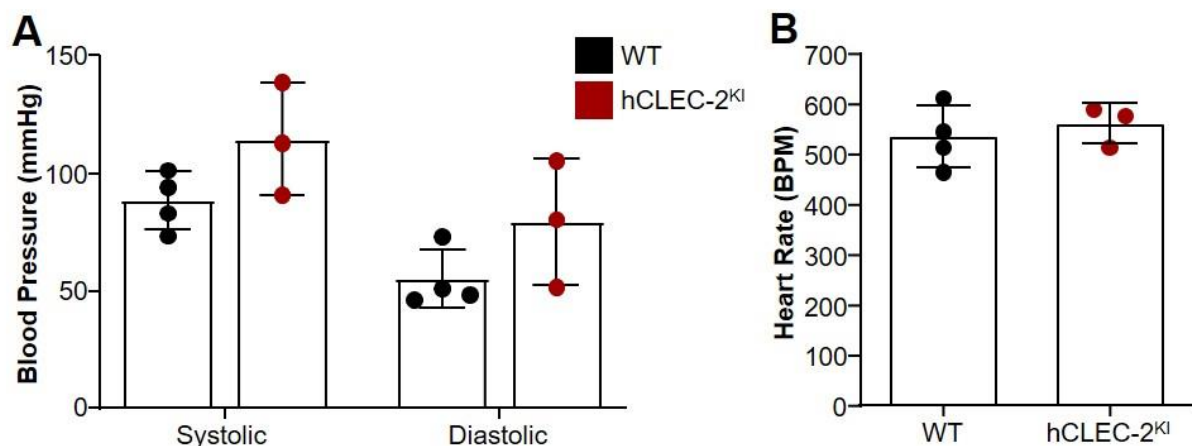 A
Blood Pressure (mmHg)
150
100
50
0
Systolic
Diastolic
WT
hCLEC-2ᴷᴵ
B
Heart Rate (BPM)
700
600
500
400
300
200
100
0
WT
hCLEC-2ᴷᴵ